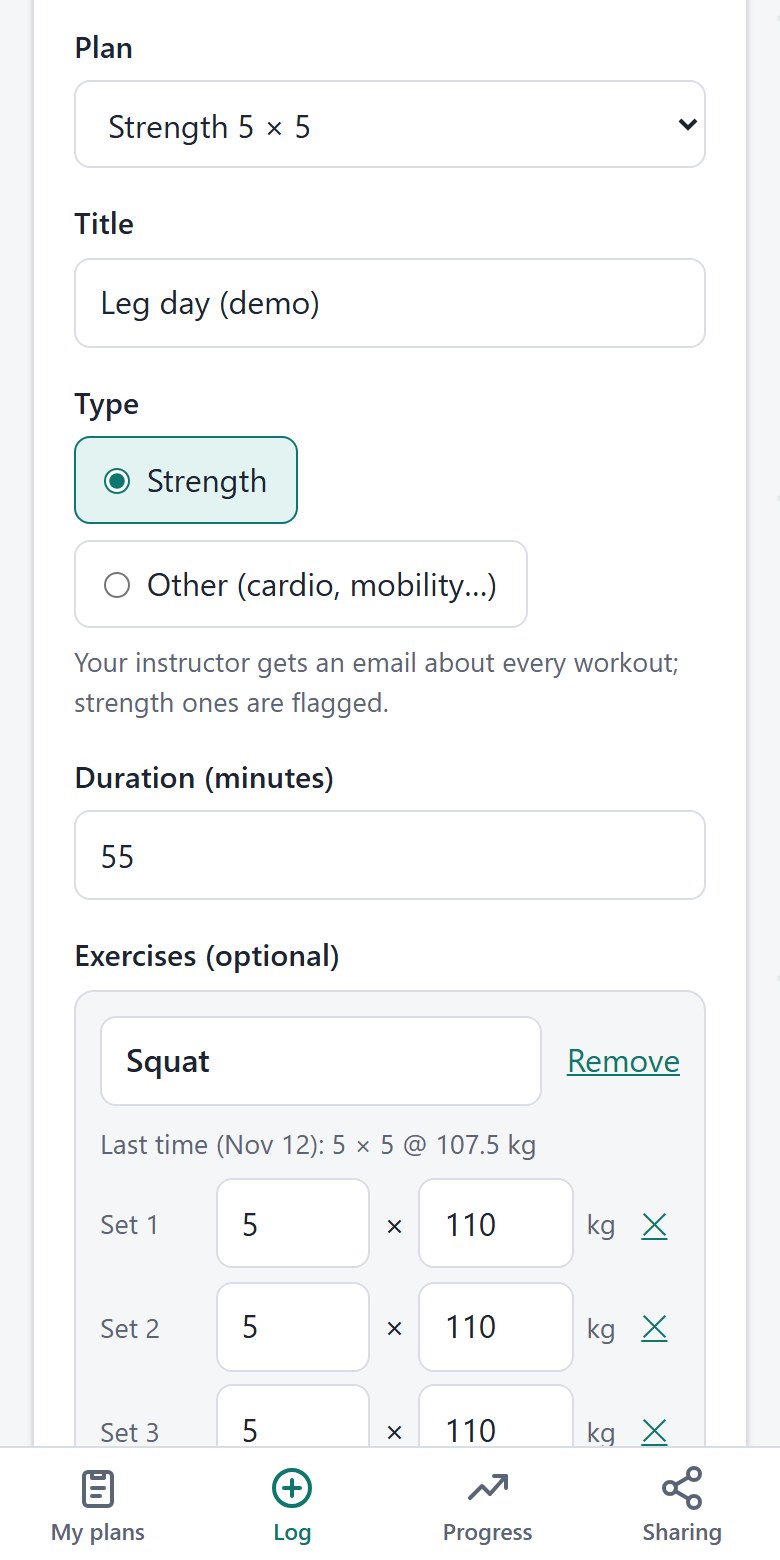 Plan
Strength 5 × 5
Title
Leg day (demo)
Type
Strength
Other (cardio, mobility...)
Your instructor gets an email about every workout;
strength ones are flagged.
Duration (minutes)
55
Exercises (optional)
Squat Remove
Last time (Nov 12): 5 × 5 @ 107.5 kg
Set 1 5 × 110 kg ×
Set 2 5 × 110 kg ×
Set 3 5 × 110 kg ×
My plans Log Progress Sharing